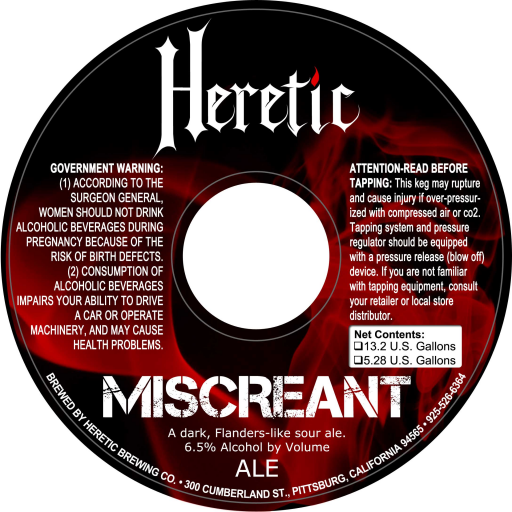 Heretic
GOVERNMENT WARNING:
(1) ACCORDING TO THE
SURGEON GENERAL,
WOMEN SHOULD NOT DRINK
ALCOHOLIC BEVERAGES DURING
PREGNANCY BECAUSE OF THE
RISK OF BIRTH DEFECTS.
(2) CONSUMPTION OF
ALCOHOLIC BEVERAGES
IMPAIRS YOUR ABILITY TO DRIVE
A CAR OR OPERATE
MACHINERY, AND MAY CAUSE
HEALTH PROBLEMS.
ATTENTION-READ BEFORE
TAPPING: This keg may rupture
and cause injury if over-pressur-
ized with compressed air or co2.
Tapping system and pressure
regulator should be equipped
with a pressure release (blow off)
device. If you are not familiar
with tapping equipment, consult
your retailer or local store
distributor.
Net Contents:
❑13.2 U.S. Gallons
❑5.28 U.S. Gallons
MISCREANT
A dark, Flanders-like sour ale.
6.5% Alcohol by Volume
ALE
BREWED BY HERETIC BREWING CO. • 300 CUMBERLAND ST., PITTSBURG, CALIFORNIA 94565 • 925-526-6364